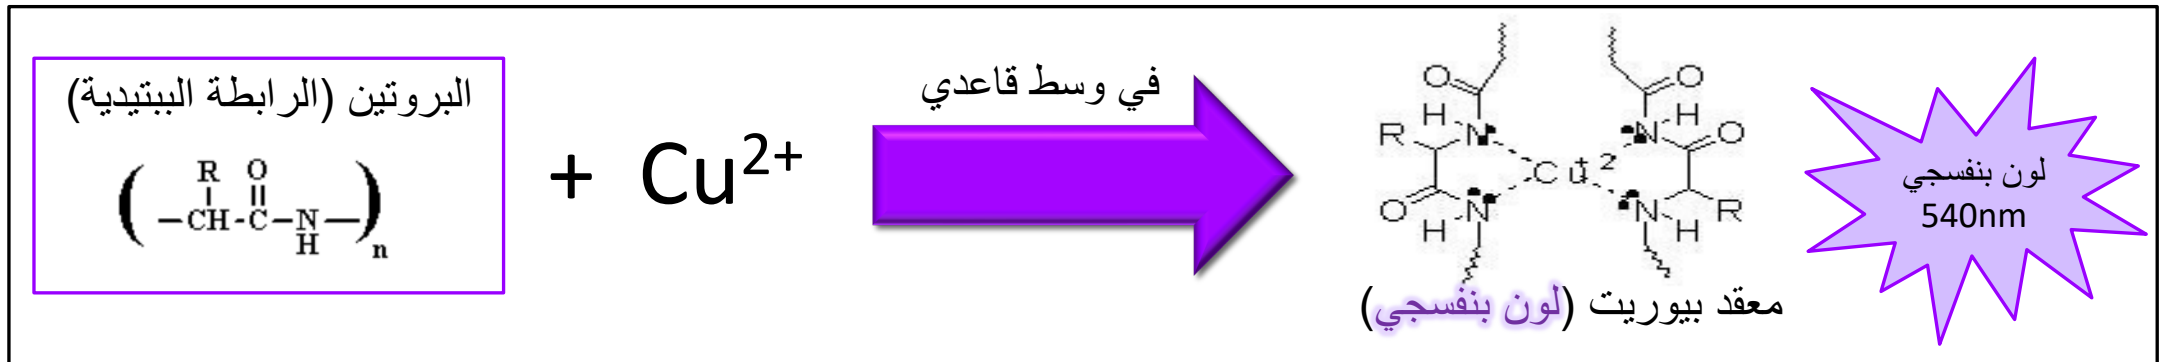 البروتين (الرابطة الببتيدية)
R O
( –CH-C–N– )n
H
+ Cu2+
في وسط قاعدي
O O
H N N H
R O
Cu+2
O N N R
H H
معقد بيوريت (لون بنفسجي)
لون بنفسجي
540nm